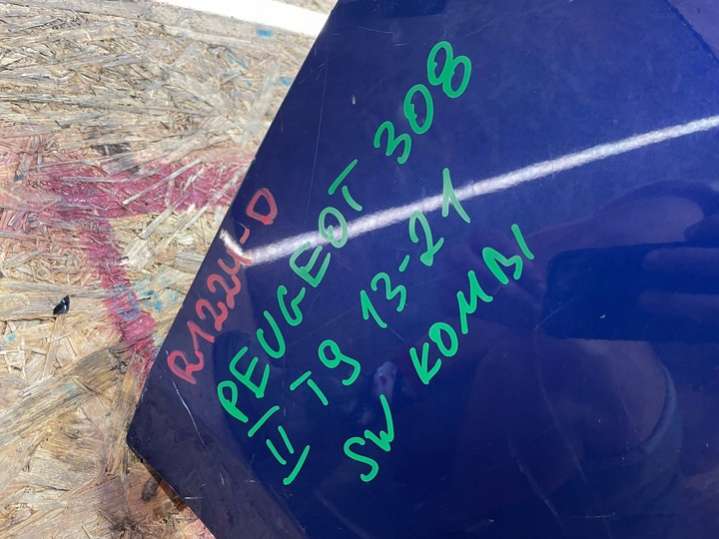 R1224-D
PEUGEOT 308
II T9 13-21
SW KOMBI